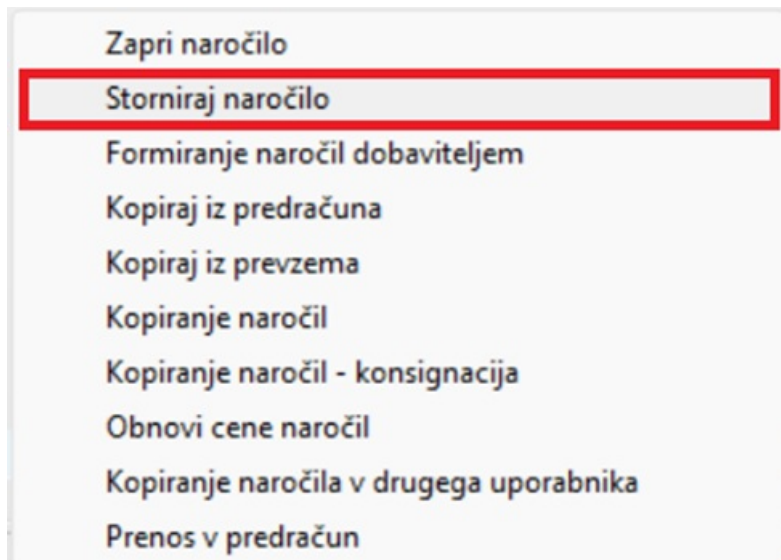 Zapri naročilo
Storniraj naročilo
Formiranje naročil dobaviteljem
Kopiraj iz predračuna
Kopiraj iz prevzema
Kopiranje naročil
Kopiranje naročil - konsignacija
Obnovi cene naročil
Kopiranje naročila v drugega uporabnika
Prenos v predračun